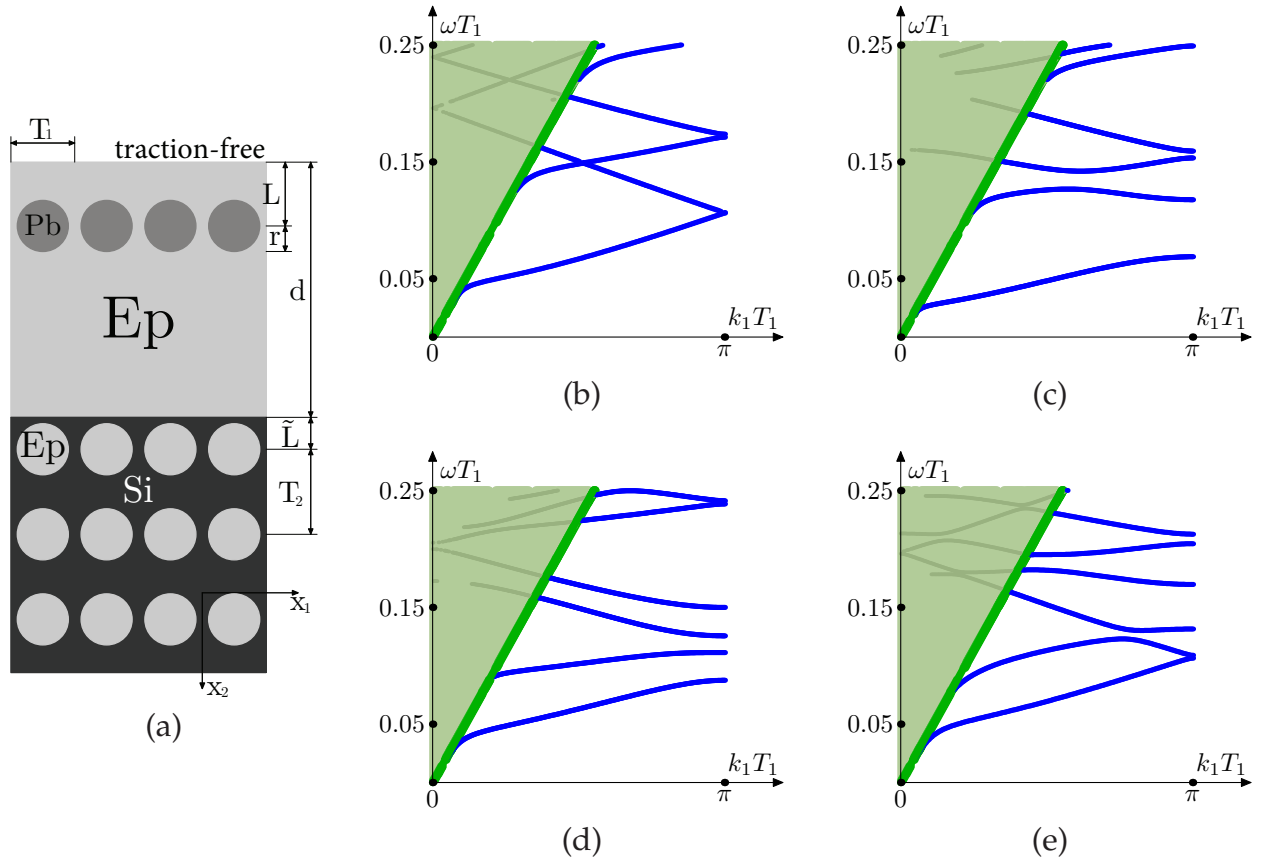 T₁
traction-free
L
Pb
r
d
Ep
L̃
Ep
Si
T₂
x₁
x₂
(a)
ωT₁
0.25
0.15
0.05
k₁T₁
0
π
(b)
ωT₁
0.25
0.15
0.05
k₁T₁
0
π
(c)
ωT₁
0.25
0.15
0.05
k₁T₁
0
π
(d)
ωT₁
0.25
0.15
0.05
k₁T₁
0
π
(e)